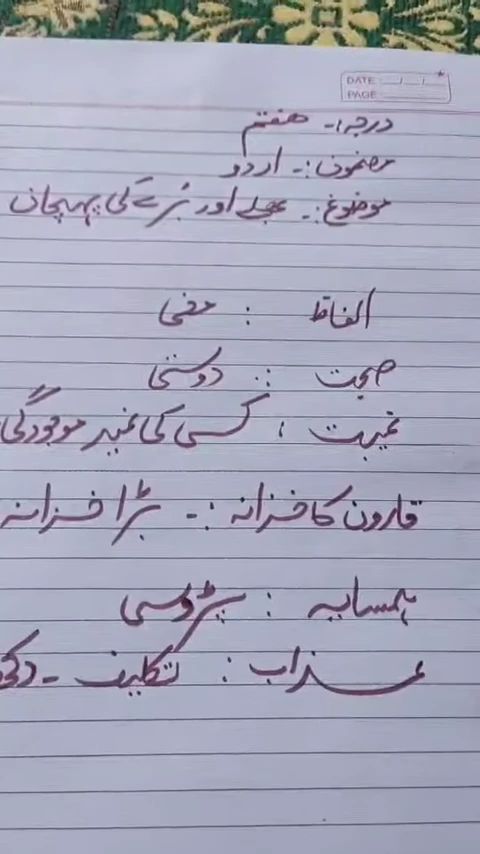 DATE / /
PAGE
درجہ:۔ ہفتم
مضمون:۔ اردو
موضوع:۔ بھلے اور برے کی پہچان
الفاظ : معنی
صحبت : دوستی
غیبت : کسی کی غیر موجودگی
قارون کا خزانہ :۔ بڑا خزانہ
ہمسایہ : پڑوسی
عذاب : تکلیف ۔